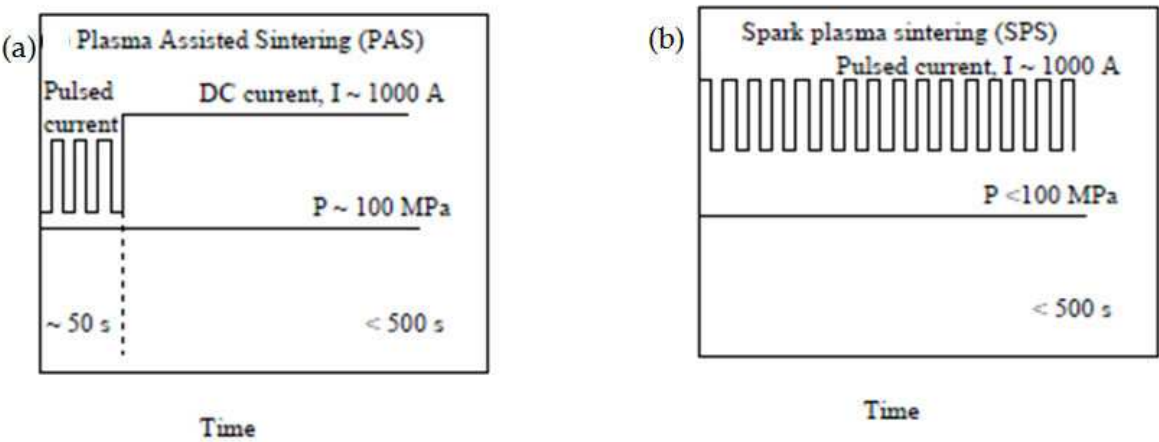 (a)
Plasma Assisted Sintering (PAS)
Pulsed
current
DC current, I ~ 1000 A
P ~ 100 MPa
~ 50 s
< 500 s
Time
(b)
Spark plasma sintering (SPS)
Pulsed current, I ~ 1000 A
P <100 MPa
< 500 s
Time